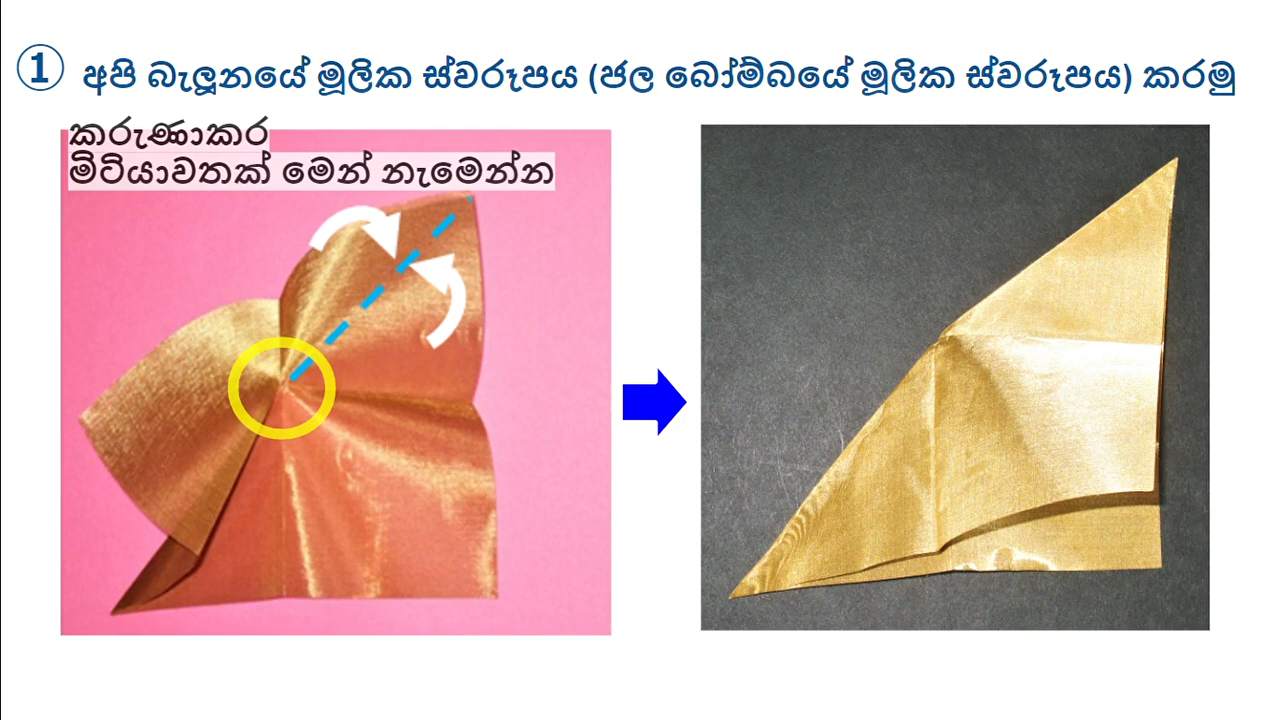 ① අපි බැලූනයේ මූලික ස්වරූපය (ජල බෝම්බයේ මූලික ස්වරූපය) කරමු
කරුණාකර
මිටියාවතක් මෙන් නැමෙන්න